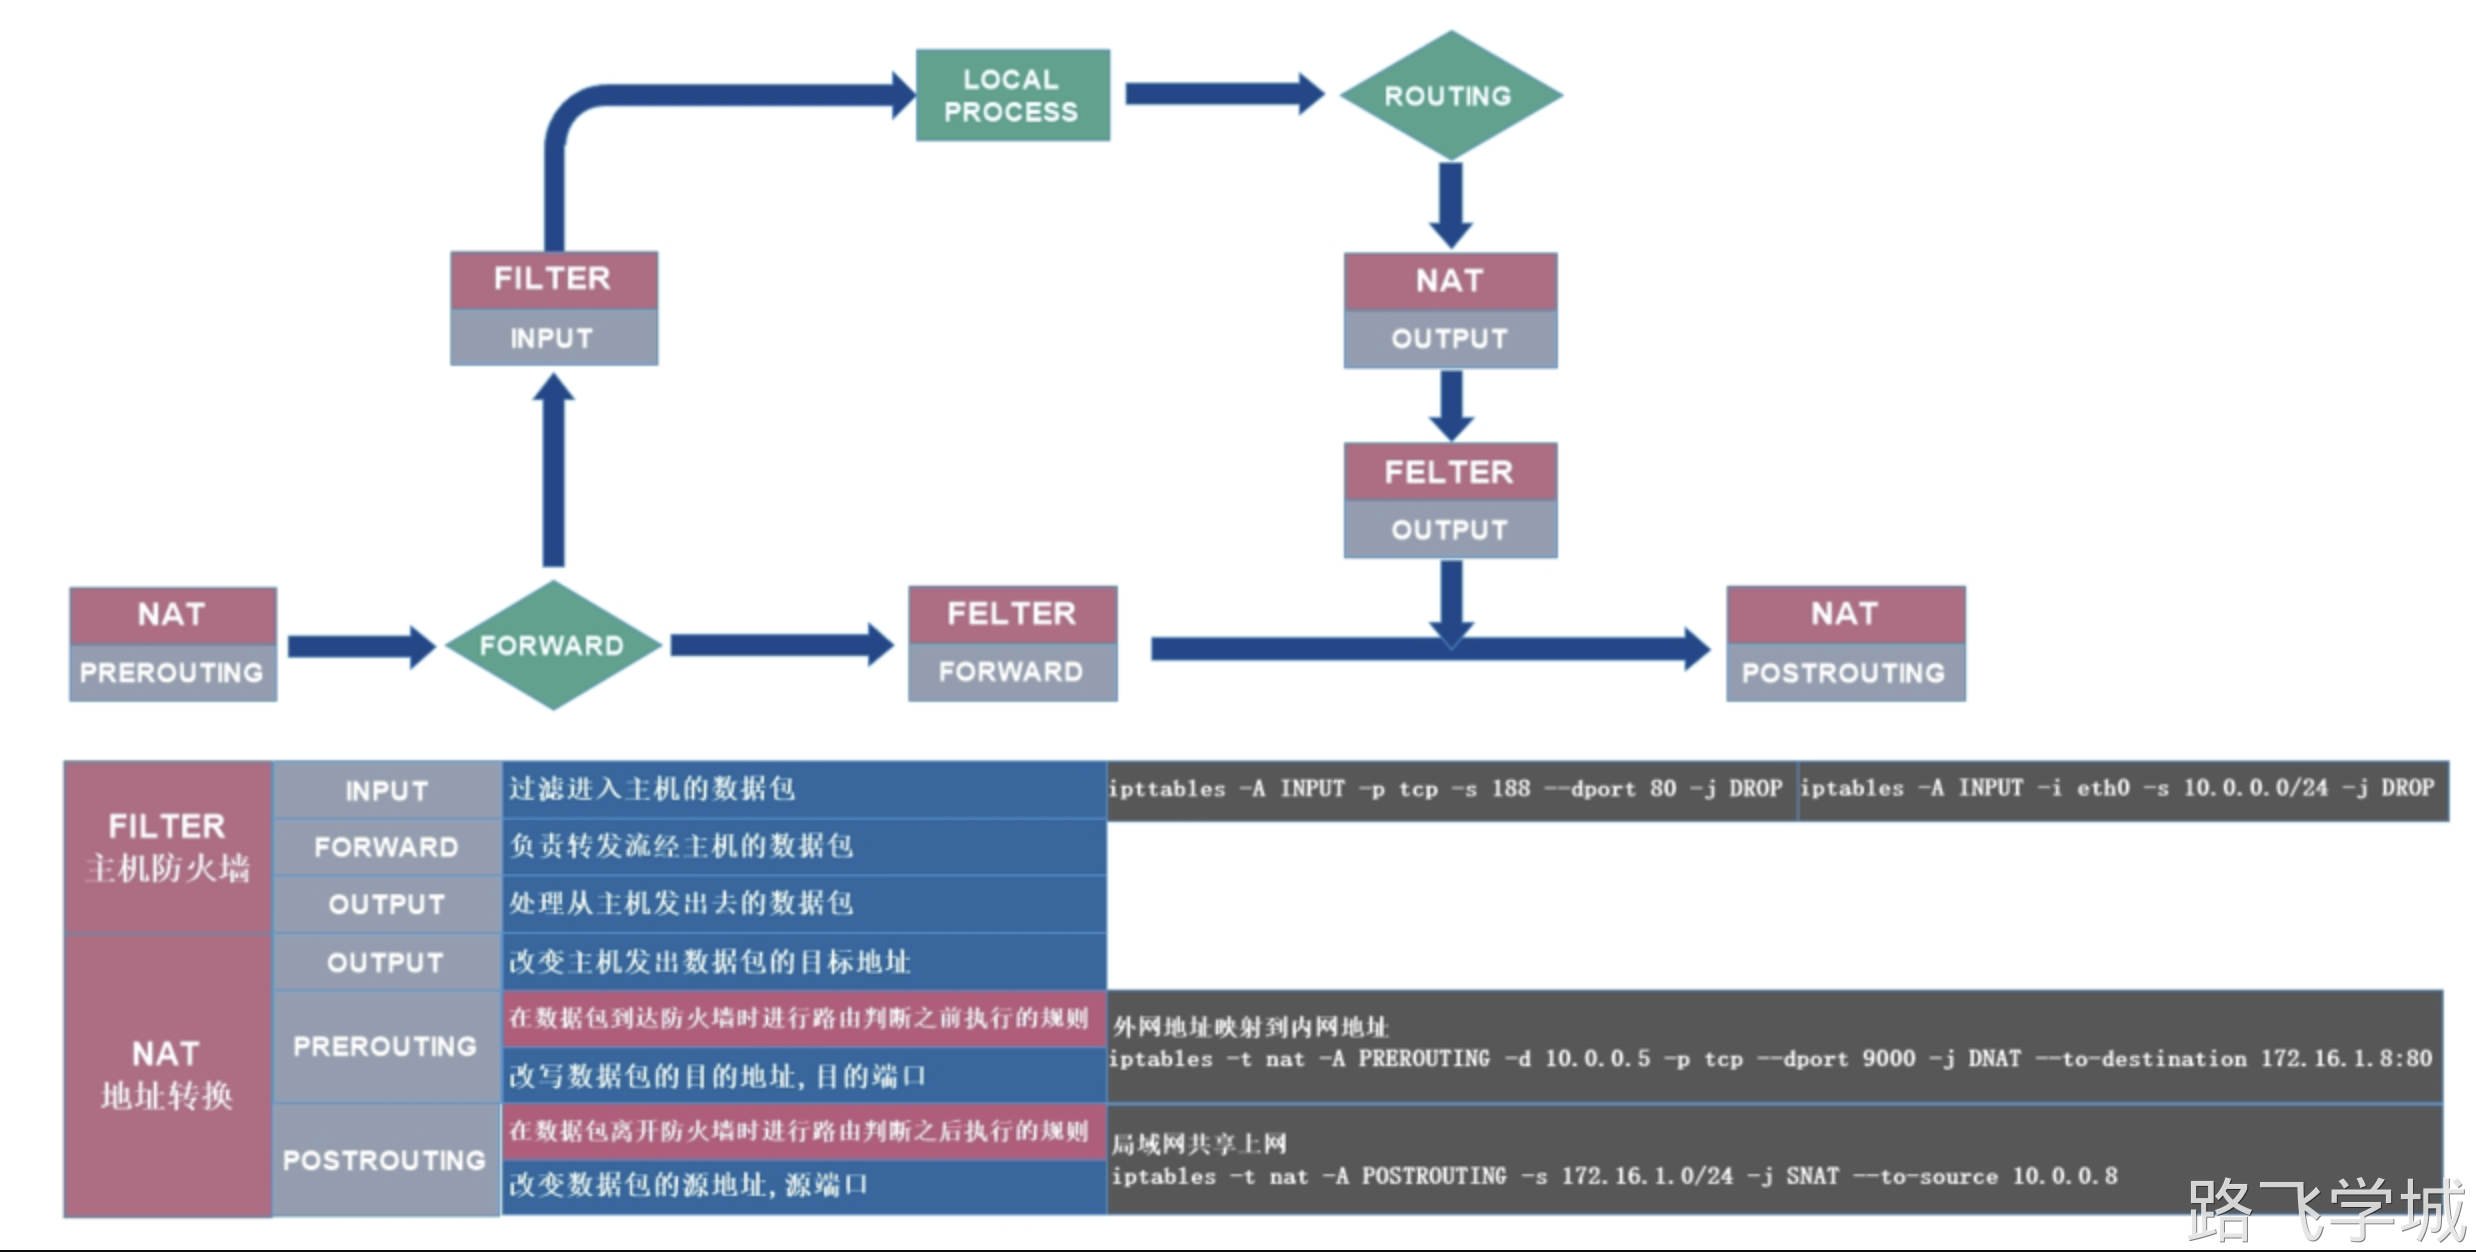 LOCAL
PROCESS
ROUTING
FILTER
INPUT
NAT
OUTPUT
FELTER
OUTPUT
NAT
PREROUTING
FORWARD
FELTER
FORWARD
NAT
POSTROUTING
FILTER
主机防火墙
INPUT
过滤进入主机的数据包
ipttables -A INPUT -p tcp -s 188 --dport 80 -j DROP
iptables -A INPUT -i eth0 -s 10.0.0.0/24 -j DROP
FORWARD
负责转发流经主机的数据包
OUTPUT
处理从主机发出去的数据包
NAT
地址转换
OUTPUT
改变主机发出数据包的目标地址
PREROUTING
在数据包到达防火墙时进行路由判断之前执行的规则
改写数据包的目的地址,目的端口
外网地址映射到内网地址
iptables -t nat -A PREROUTING -d 10.0.0.5 -p tcp --dport 9000 -j DNAT --to-destination 172.16.1.8:80
POSTROUTING
在数据包离开防火墙时进行路由判断之后执行的规则
改变数据包的源地址,源端口
局域网共享上网
iptables -t nat -A POSTROUTING -s 172.16.1.0/24 -j SNAT --to-source 10.0.0.8
路飞学城